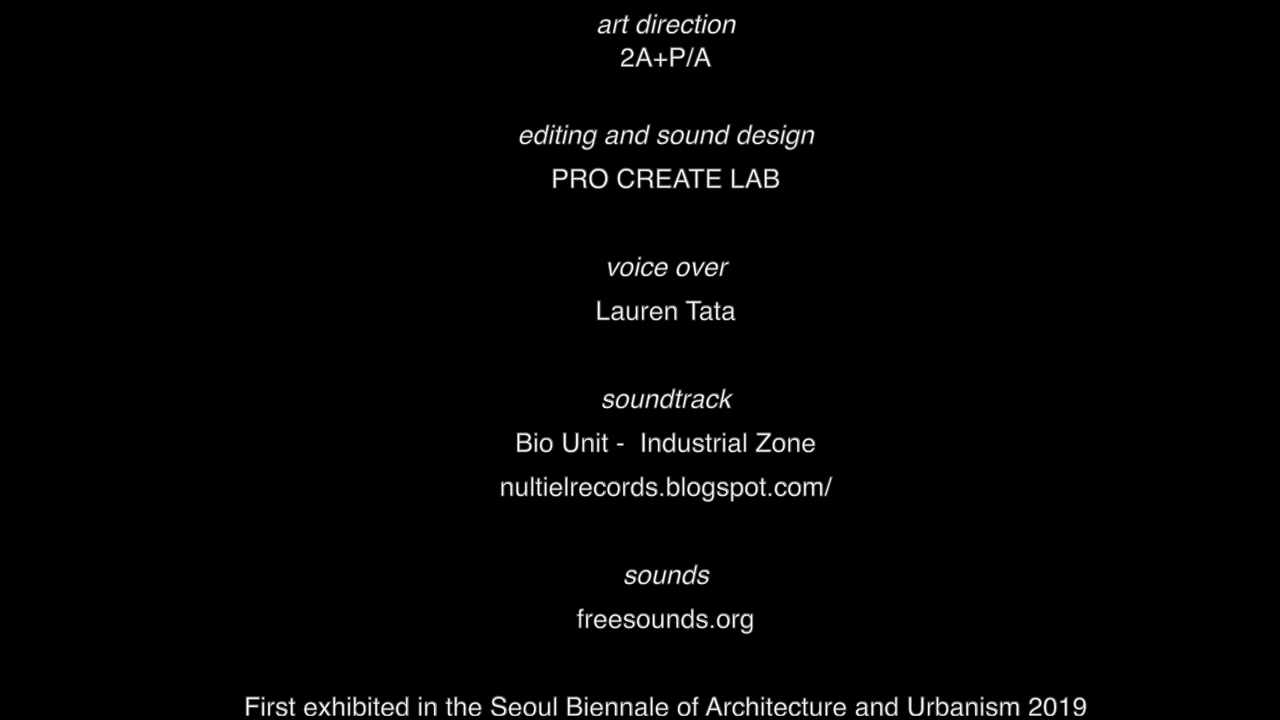 art direction
2A+P/A
editing and sound design
PRO CREATE LAB
voice over
Lauren Tata
soundtrack
Bio Unit -  Industrial Zone
nultielrecords.blogspot.com/
sounds
freesounds.org
First exhibited in the Seoul Biennale of Architecture and Urbanism 2019